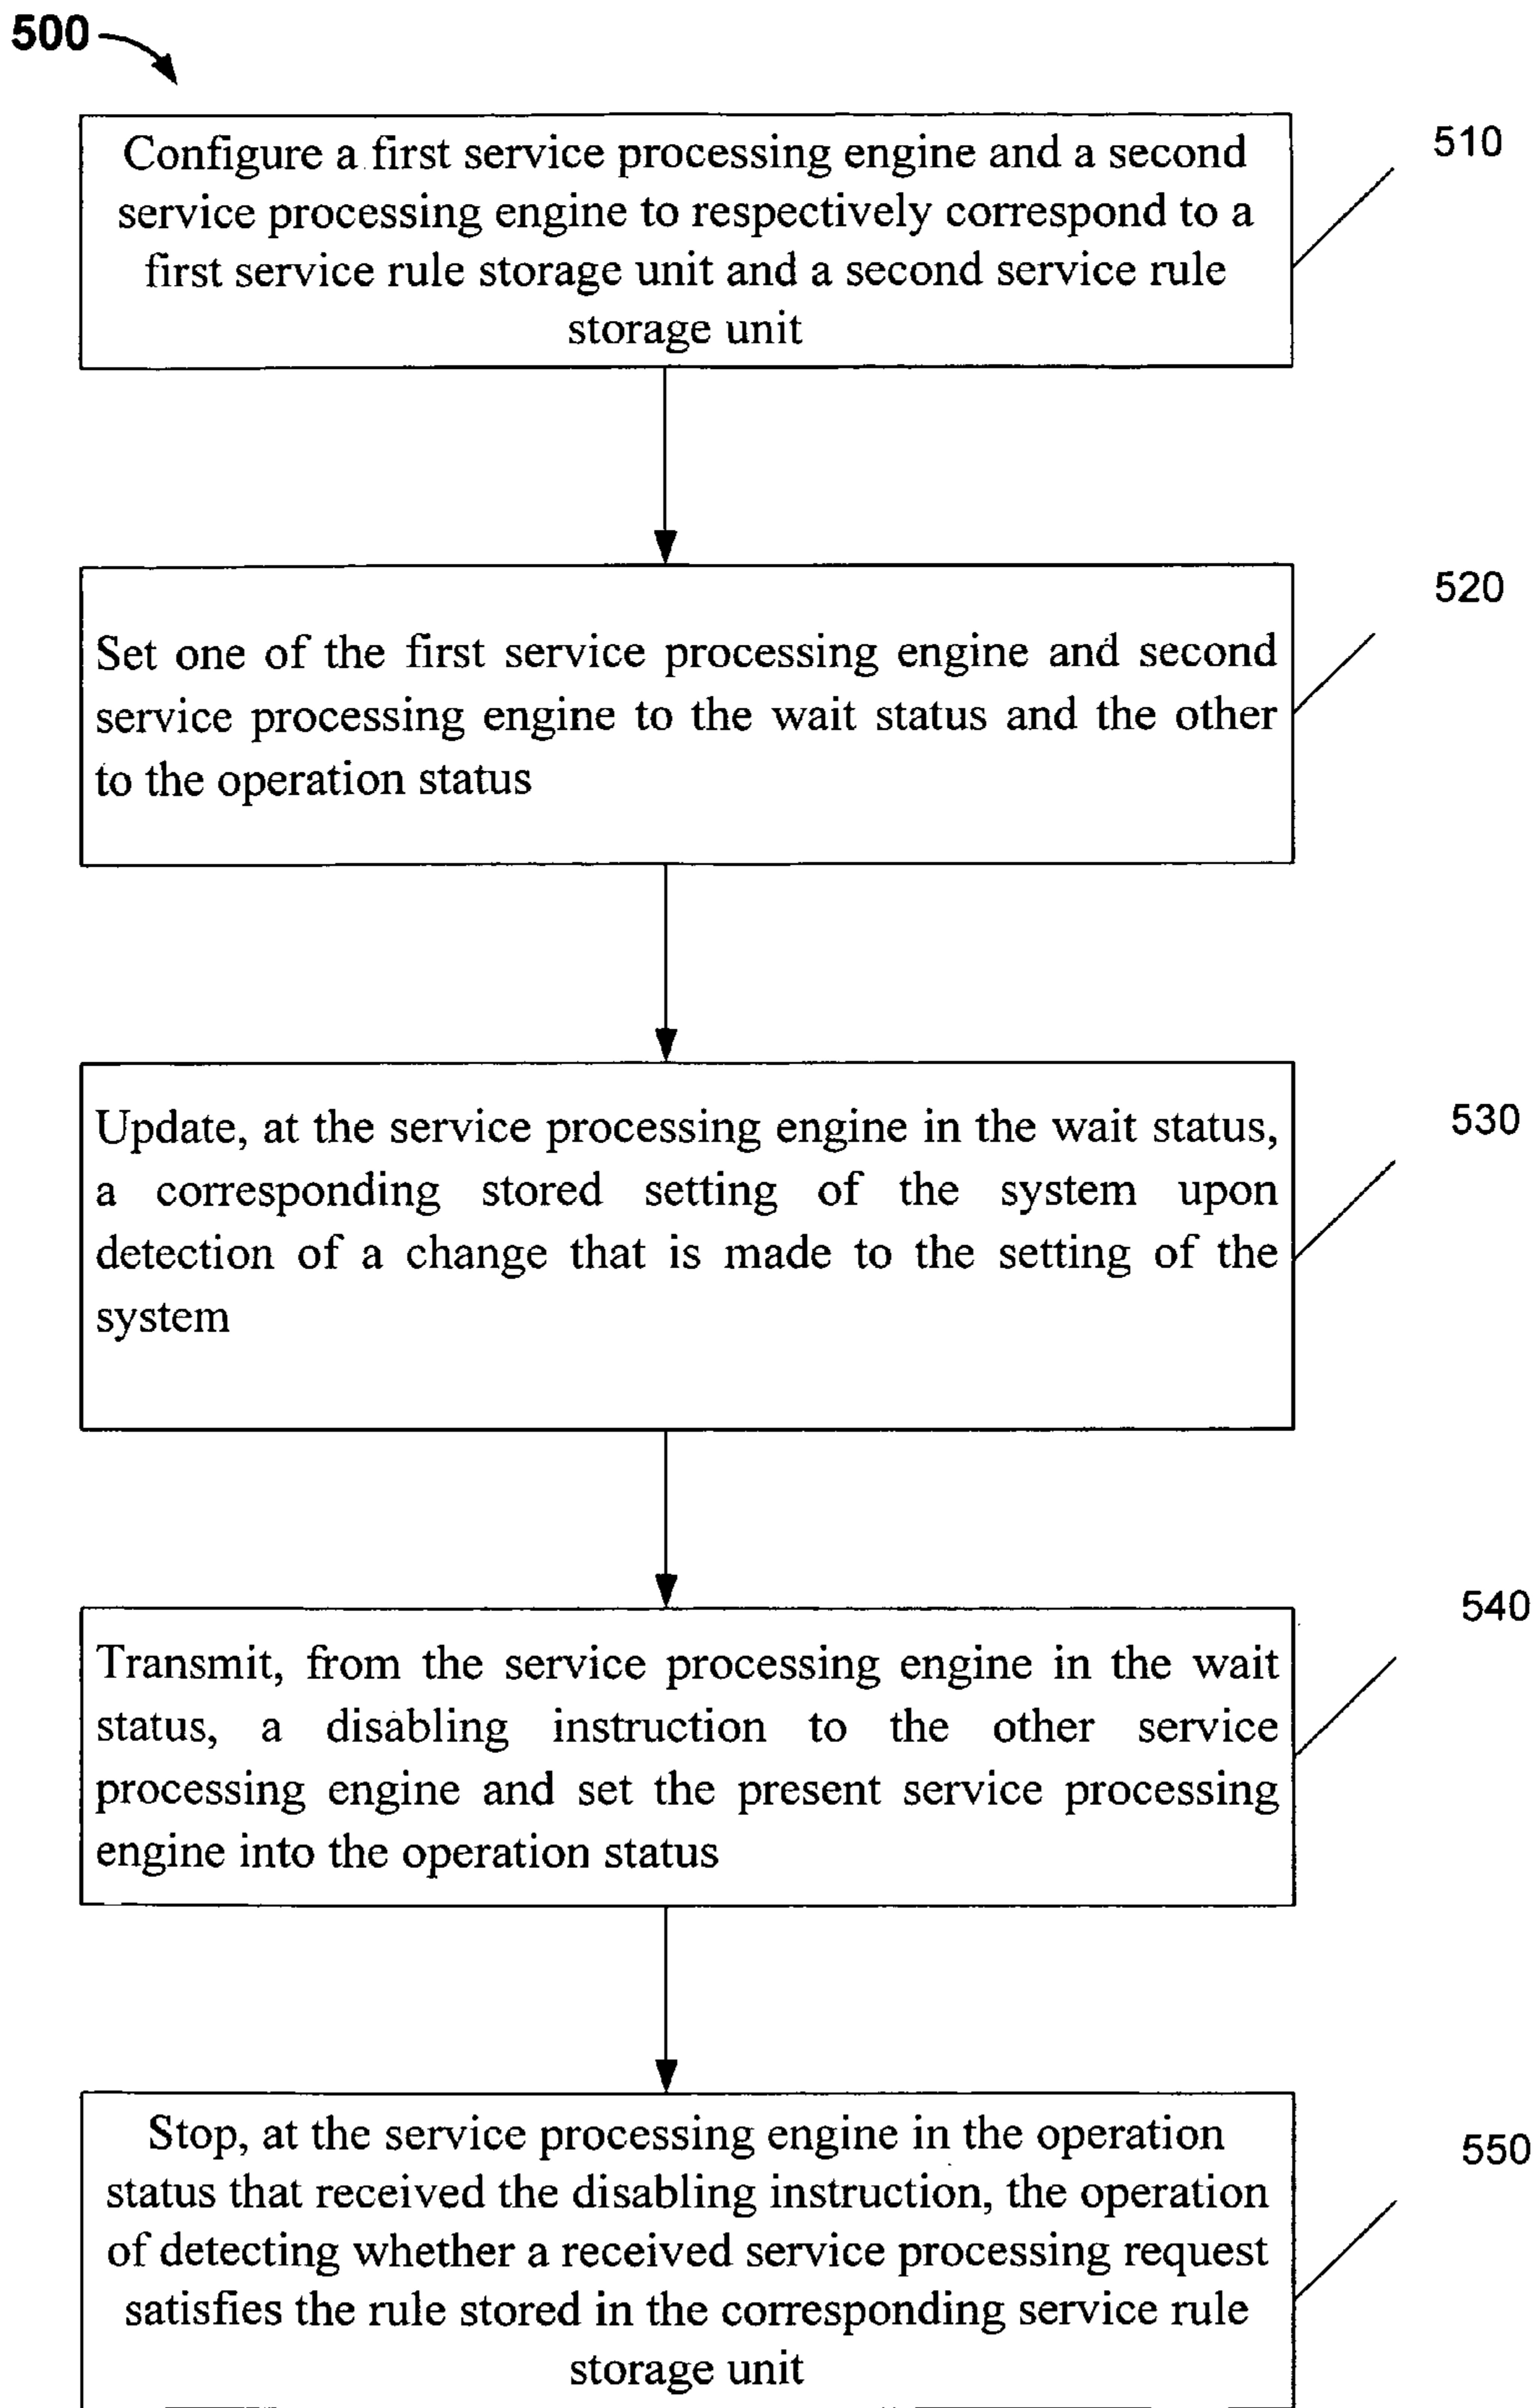 500
Configure a first service processing engine and a second
service processing engine to respectively correspond to a
first service rule storage unit and a second service rule
storage unit
510
Set one of the first service processing engine and second
service processing engine to the wait status and the other
to the operation status
520
Update, at the service processing engine in the wait status,
a corresponding stored setting of the system upon
detection of a change that is made to the setting of the
system
530
Transmit, from the service processing engine in the wait
status, a disabling instruction to the other service
processing engine and set the present service processing
engine into the operation status
540
Stop, at the service processing engine in the operation
status that received the disabling instruction, the operation
of detecting whether a received service processing request
satisfies the rule stored in the corresponding service rule
storage unit
550